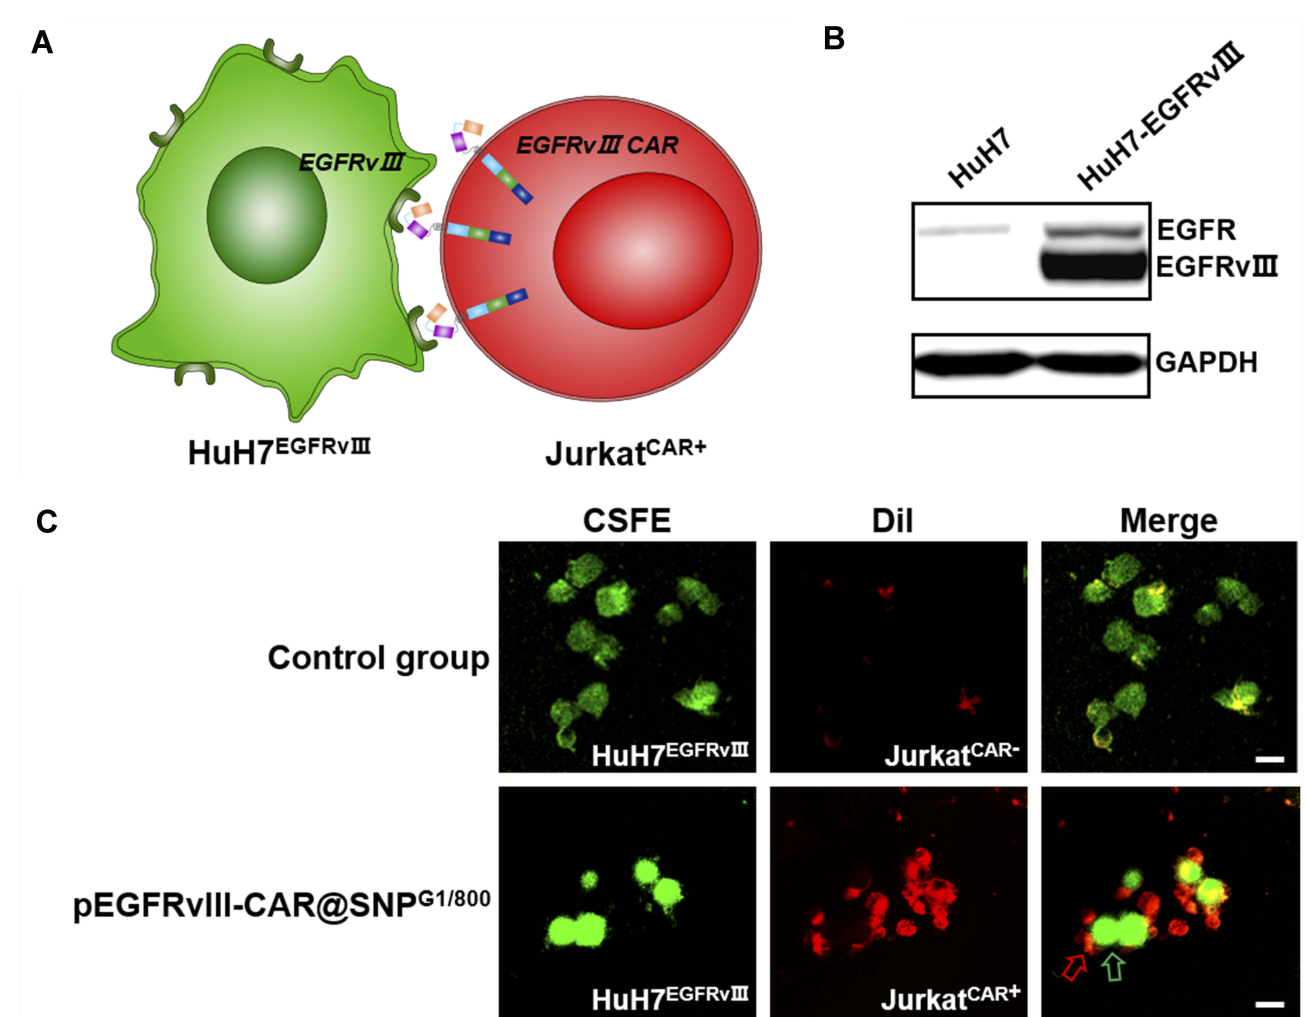 A
B
EGFRvⅢ
EGFRvⅢ CAR
HuH7EGFRvⅢ
JurkatCAR+
HuH7
HuH7-EGFRvⅢ
EGFR
EGFRvⅢ
GAPDH
C
CSFE
Dil
Merge
Control group
HuH7EGFRvⅢ
JurkatCAR-
pEGFRvIII-CAR@SNPG1/800
HuH7EGFRvⅢ
JurkatCAR+